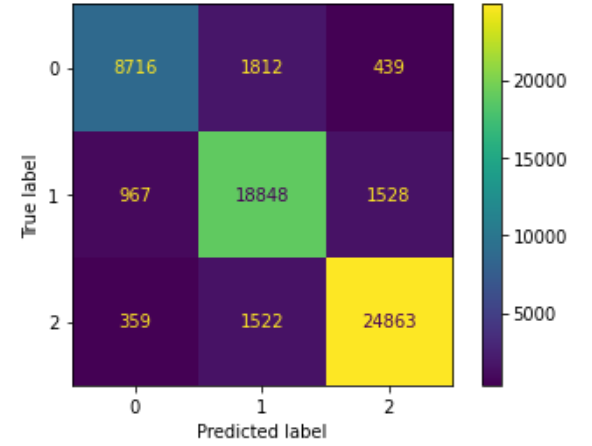 0 8716 1812 439
1 967 18848 1528
2 359 1522 24863
0 1 2
Predicted label
True label
20000
15000
10000
5000